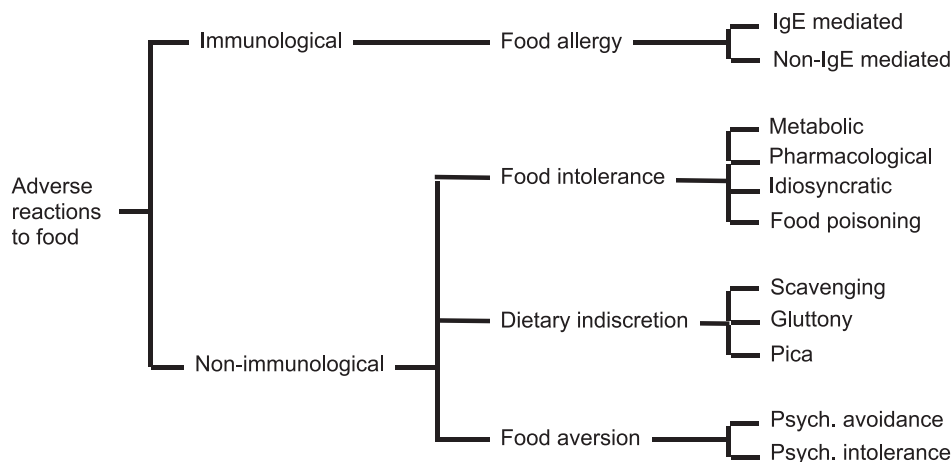 Adverse
reactions
to food
Immunological
Food allergy
IgE mediated
Non-IgE mediated
Non-immunological
Food intolerance
Metabolic
Pharmacological
Idiosyncratic
Food poisoning
Dietary indiscretion
Scavenging
Gluttony
Pica
Food aversion
Psych. avoidance
Psych. intolerance